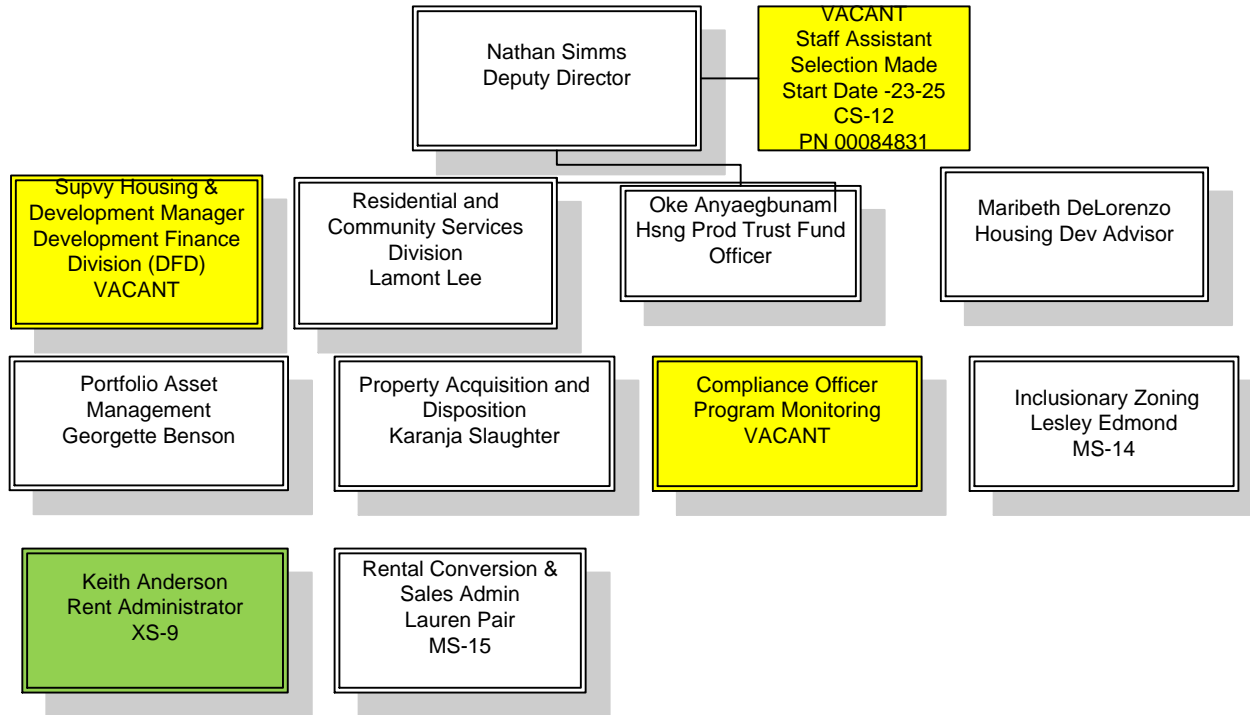 Nathan Simms
Deputy Director
VACANT
Staff Assistant
Selection Made
Start Date -23-25
CS-12
PN 00084831
Supvy Housing &
Development Manager
Development Finance
Division (DFD)
VACANT
Residential and
Community Services
Division
Lamont Lee
Oke Anyaegbunam
Hsng Prod Trust Fund
Officer
Maribeth DeLorenzo
Housing Dev Advisor
Portfolio Asset
Management
Georgette Benson
Property Acquisition and
Disposition
Karanja Slaughter
Compliance Officer
Program Monitoring
VACANT
Inclusionary Zoning
Lesley Edmond
MS-14
Keith Anderson
Rent Administrator
XS-9
Rental Conversion &
Sales Admin
Lauren Pair
MS-15